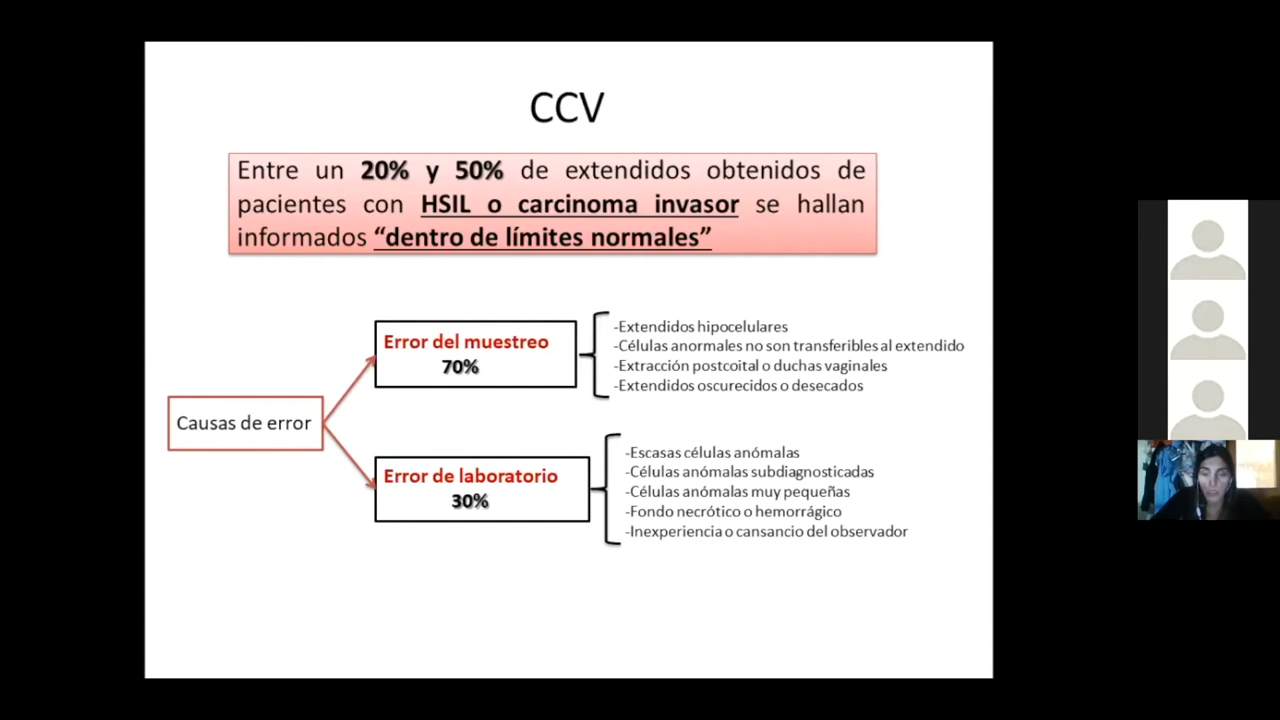 CCV
Entre un 20% y 50% de extendidos obtenidos de
pacientes con HSIL o carcinoma invasor se hallan
informados “dentro de límites normales”
Error del muestreo
70%
-Extendidos hipocelulares
-Células anormales no son transferibles al extendido
-Extracción postcoital o duchas vaginales
-Extendidos oscurecidos o desecados
Causas de error
Error de laboratorio
30%
-Escasas células anómalas
-Células anómalas subdiagnosticadas
-Células anómalas muy pequeñas
-Fondo necrótico o hemorrágico
-Inexperiencia o cansancio del observador